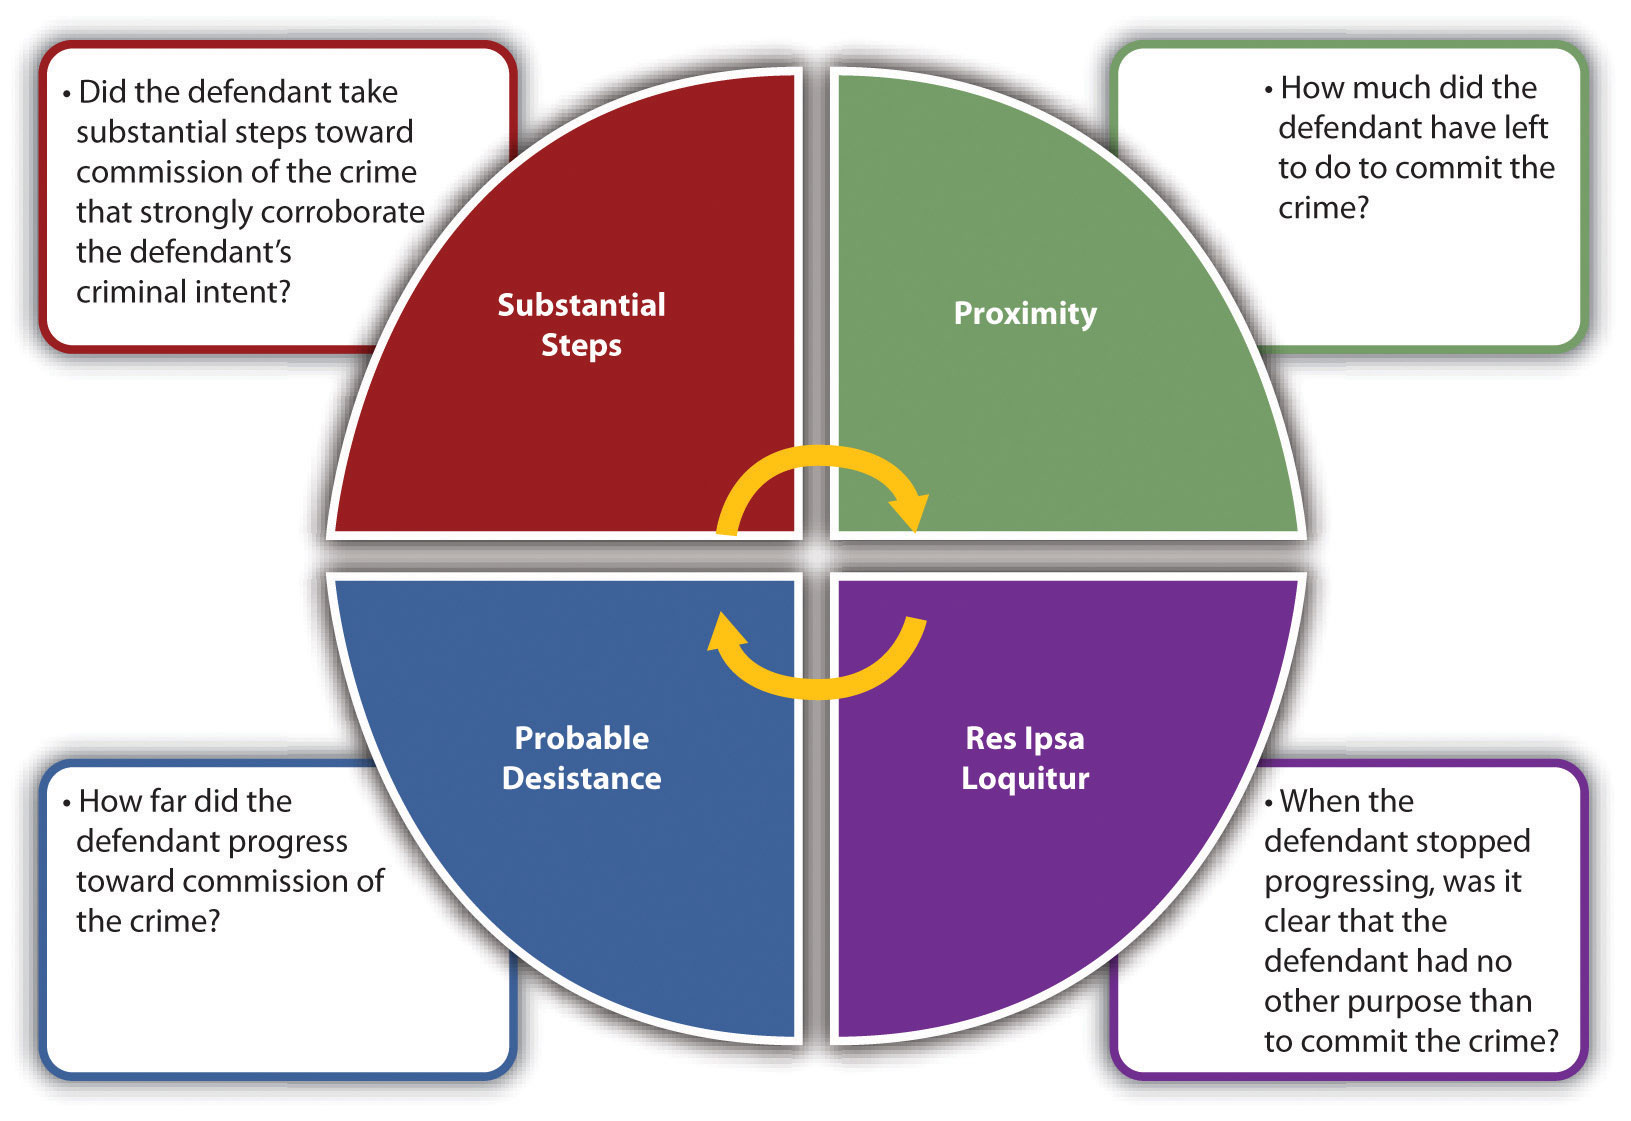 • Did the defendant take
substantial steps toward
commission of the crime
that strongly corroborate
the defendant’s
criminal intent?
Substantial
Steps
• How much did the
defendant have left
to do to commit the
crime?
Proximity
• How far did the
defendant progress
toward commission of
the crime?
Probable
Desistance
• When the
defendant stopped
progressing, was it
clear that the
defendant had no
other purpose than
to commit the crime?
Res Ipsa
Loquitur